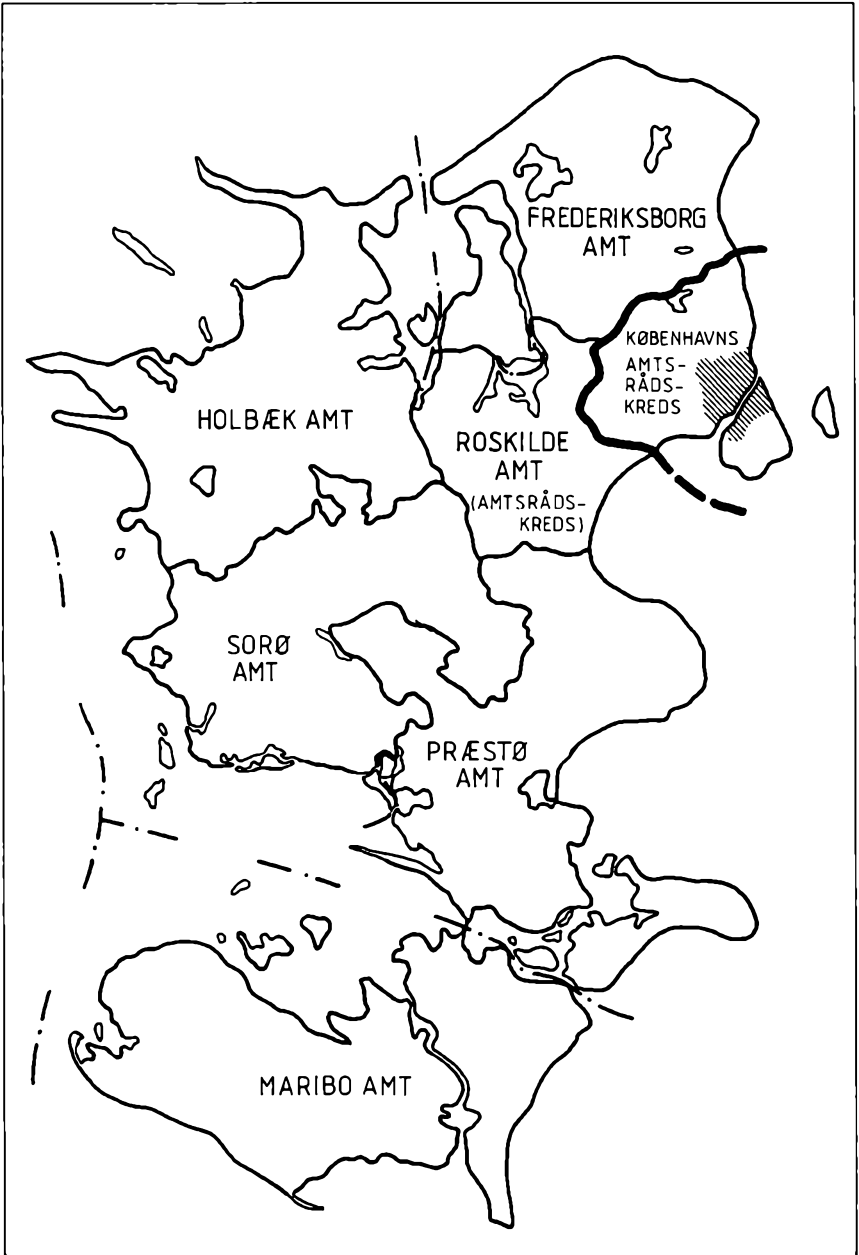 FREDERIKSBORG
AMT
KØBENHAVNS
AMTS-
RÅDS-
KREDS
HOLBÆK AMT
ROSKILDE
AMT
(AMTSRÅDS-
KREDS)
SORØ
AMT
PRÆSTØ
AMT
MARIBO AMT